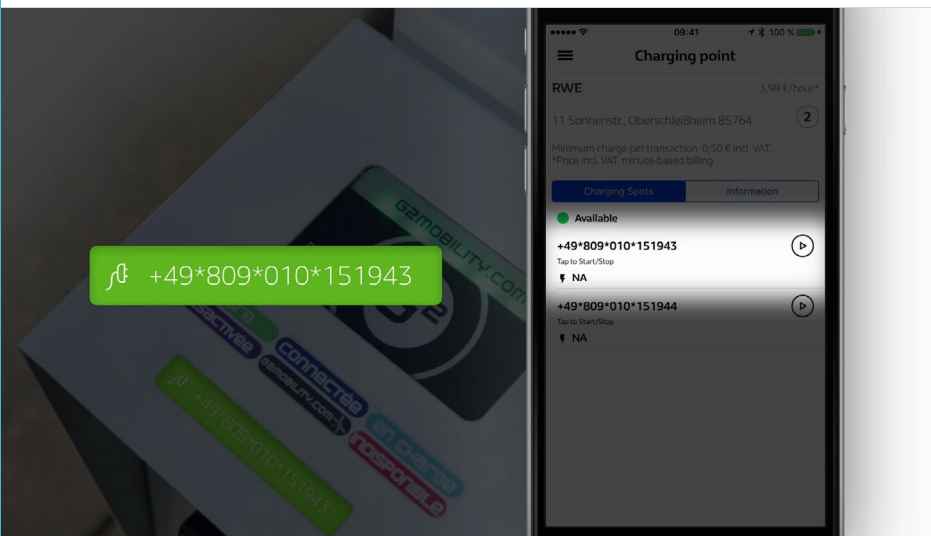 G2MOBILITY.COM
+49*809*010*151943
connectée
G2MOBILITY.COM
en charge
INDISPONIBLE
+49*809*010*151943
09:41
100 %
Charging point
RWE
3,98 €/hour*
11 Sonnenstr., Oberschleißheim 85764
2
Minimum charge per transaction: 0,50 € incl. VAT.
*Price incl. VAT, minute-based billing
Charging Spots
Information
Available
+49*809*010*151943
Tap to Start/Stop
NA
+49*809*010*151944
Tap to Start/Stop
NA